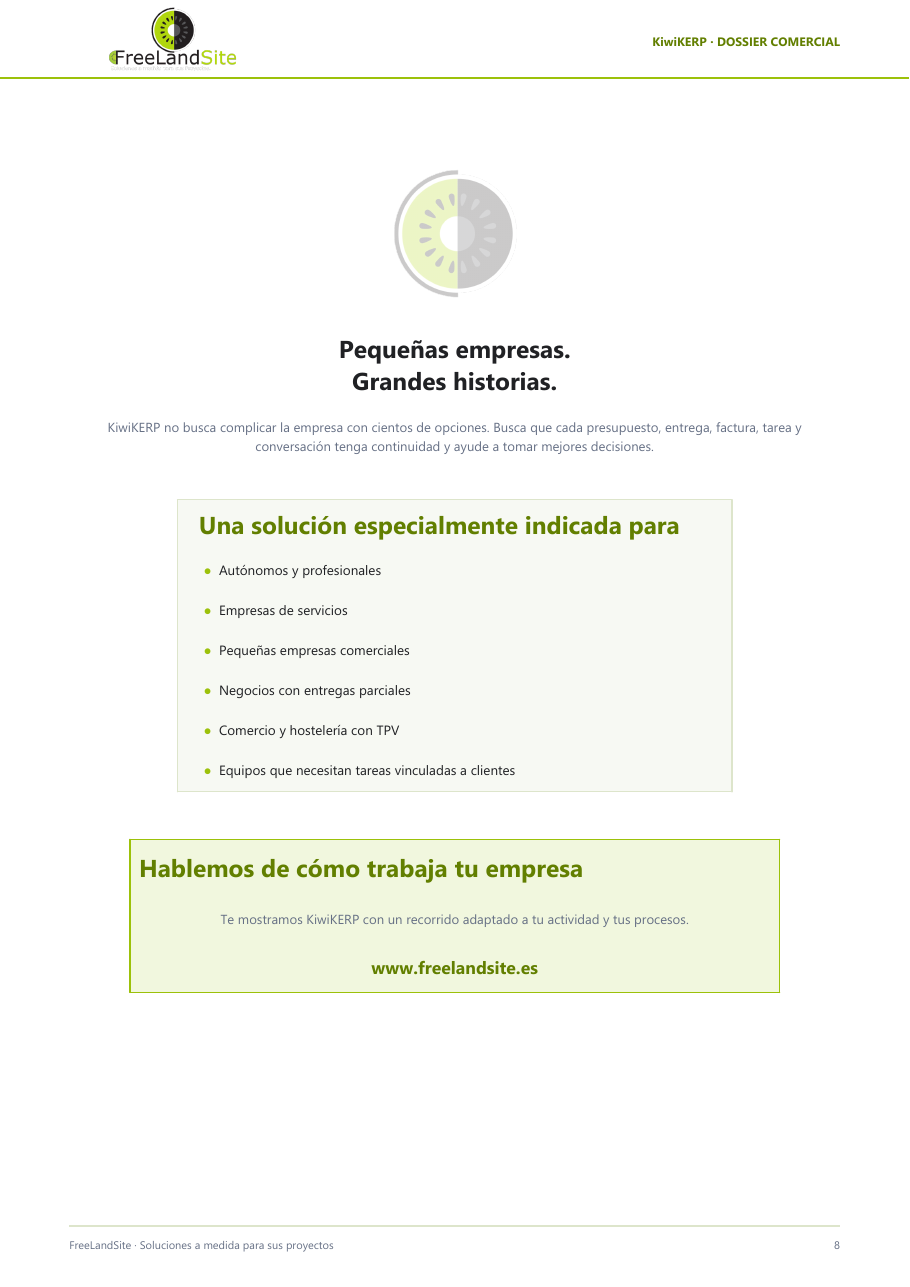 FreeLandSite
KiwiKERP · DOSSIER COMERCIAL
Pequeñas empresas.
Grandes historias.
KiwiKERP no busca complicar la empresa con cientos de opciones. Busca que cada presupuesto, entrega, factura, tarea y
conversación tenga continuidad y ayude a tomar mejores decisiones.
Una solución especialmente indicada para
● Autónomos y profesionales
● Empresas de servicios
● Pequeñas empresas comerciales
● Negocios con entregas parciales
● Comercio y hostelería con TPV
● Equipos que necesitan tareas vinculadas a clientes
Hablemos de cómo trabaja tu empresa
Te mostramos KiwiKERP con un recorrido adaptado a tu actividad y tus procesos.
www.freelandsite.es
FreeLandSite · Soluciones a medida para sus proyectos
8